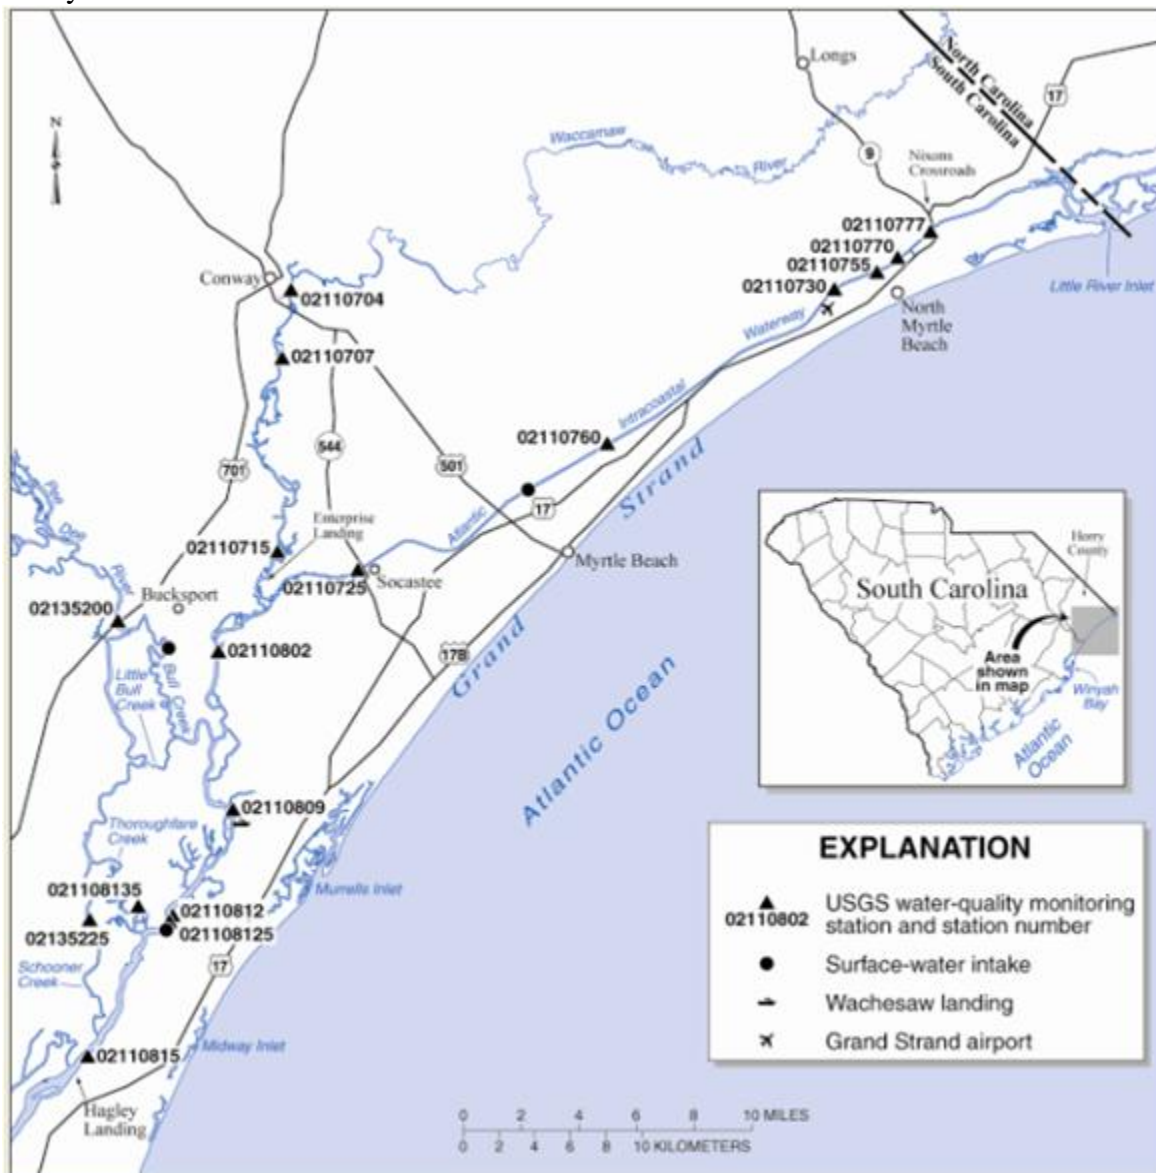 N
Longs
North Carolina
South Carolina
17
Waccamaw
River
9
Nixons
Crossroads
02110777
02110770
02110755
02110730
Conway
02110704
Little River Inlet
North
Myrtle
Beach
Waterway
02110707
Intracoastal
02110760
544
501
701
Strand
17
Pee
Dee
River
Enterprise
Landing
Atlantic
02110715
Myrtle Beach
Socastee
02110725
Bucksport
02135200
02110802
17B
Grand
Little
Bull
Creek
Bull Creek
Atlantic Ocean
Horry
County
South Carolina
Area
shown
in map
Winyah
Bay
Atlantic
Ocean
02110809
Thoroughfare
Creek
Murrells Inlet
021108135
02110812
02135225
021108125
Schooner
Creek
17
Midway Inlet
02110815
Hagley
Landing
EXPLANATION
02110802
USGS water-quality monitoring
station and station number
Surface-water intake
Wachesaw landing
Grand Strand airport
0 2 4 6 8 10 MILES
0 2 4 6 8 10 KILOMETERS